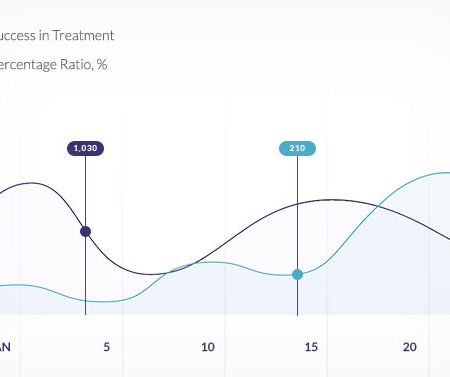 uccess in Treatment
ercentage Ratio, %
1,030
210
AN 5 10 15 20